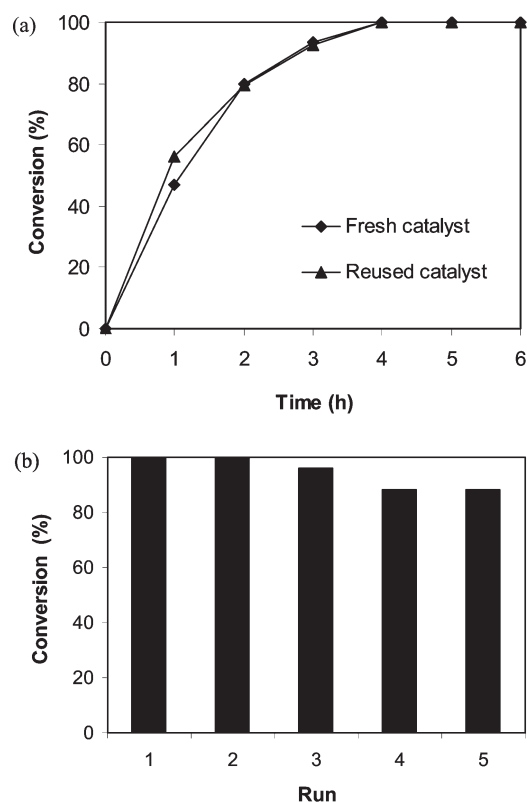 (a)
100
80
60
40
20
0
Conversion (%)
Fresh catalyst
Reused catalyst
0 1 2 3 4 5 6
Time (h)
(b)
100
80
60
40
20
0
Conversion (%)
1 2 3 4 5
Run